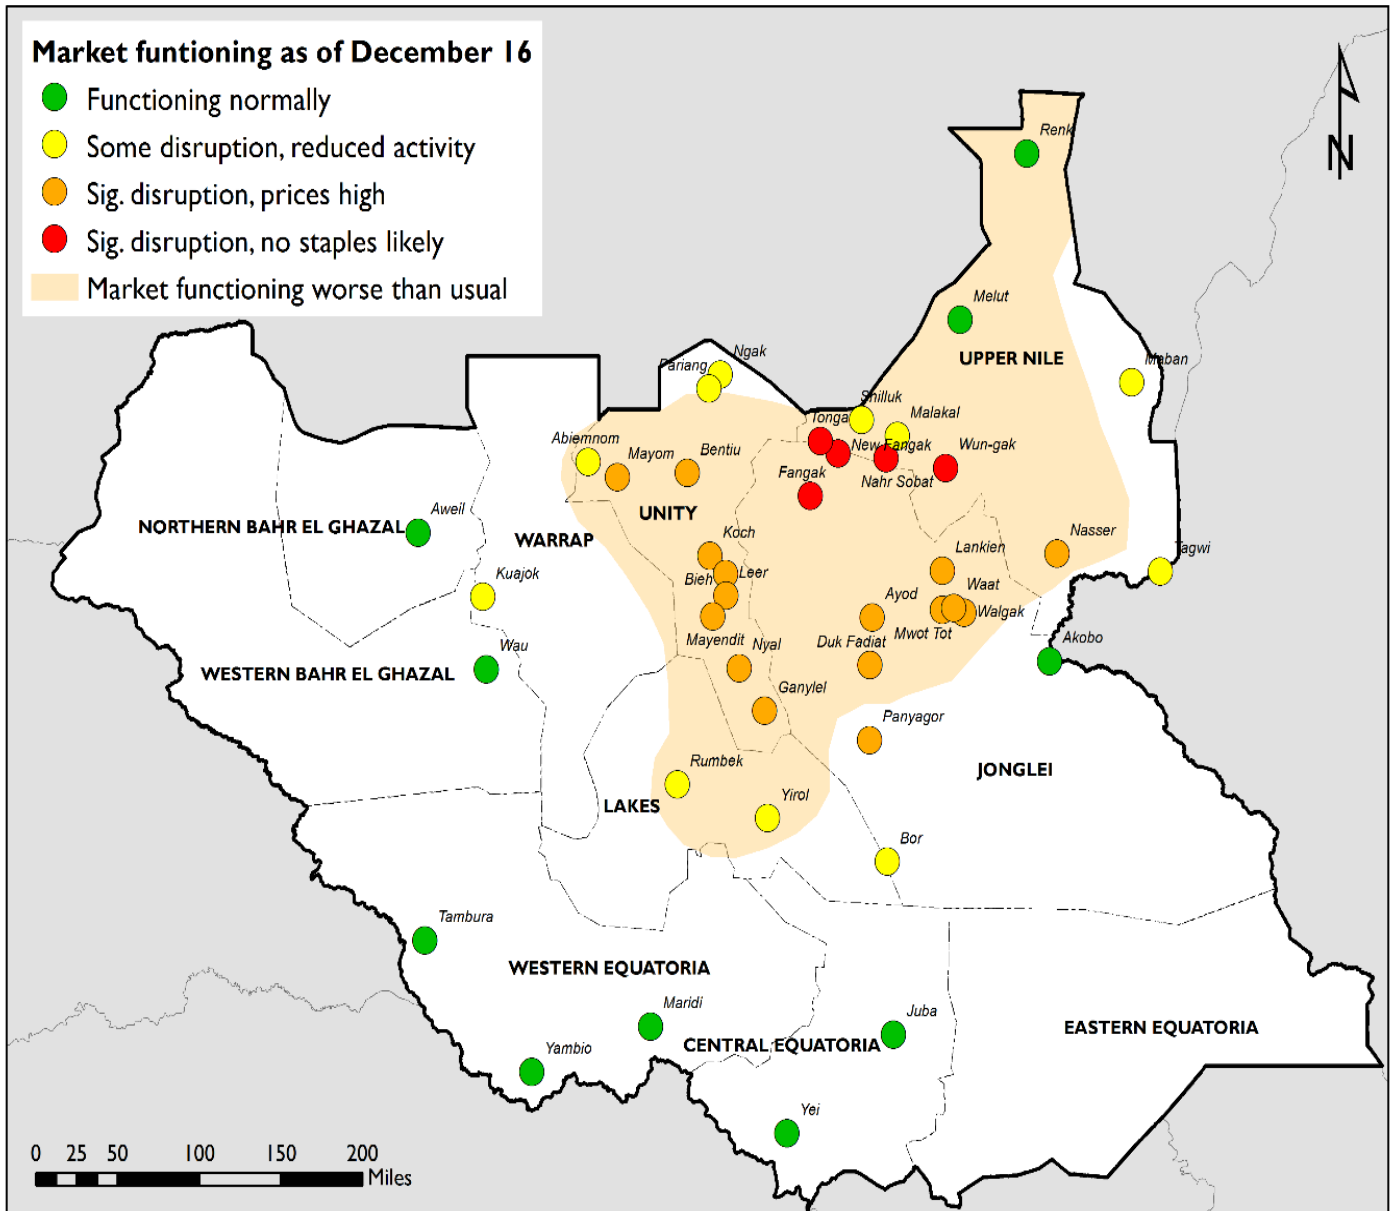 Market funtioning as of December 16
Functioning normally
Some disruption, reduced activity
Sig. disruption, prices high
Sig. disruption, no staples likely
Market functioning worse than usual
N
Renk
Melut
UPPER NILE
Maban
Ngak
Pariang
Shilluk
Tonga
Malakal
New Fangak
Wun-gak
Abiemnom
Mayom
Bentiu
Fangak
Nahr Sobat
UNITY
Aweil
NORTHERN BAHR EL GHAZAL
WARRAP
Koch
Lankien
Nasser
Tagwi
Kuajok
Bieh
Leer
Waat
Ayod
Walgak
Mwot Tot
Mayendit
Nyal
Duk Fadiat
Akobo
Wau
WESTERN BAHR EL GHAZAL
Ganylel
Panyagor
Rumbek
JONGLEI
LAKES
Yirol
Bor
Tambura
WESTERN EQUATORIA
Maridi
Juba
EASTERN EQUATORIA
CENTRAL EQUATORIA
Yambio
Yei
0 25 50 100 150 200
Miles